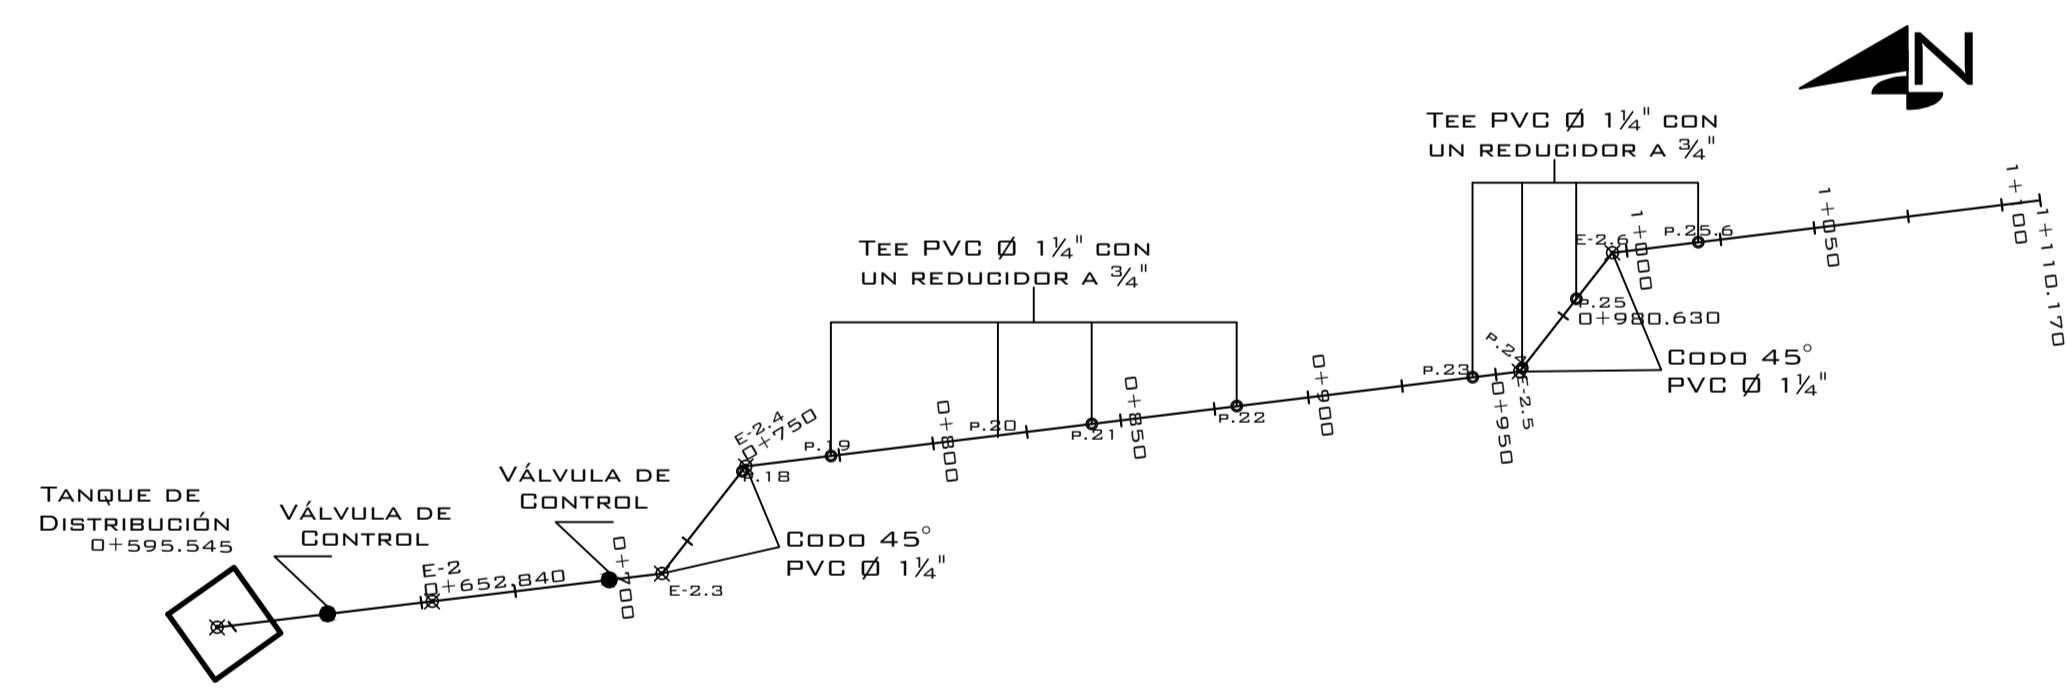 N
TEE PVC Ø 1¼" CON
UN REDUCIDOR A ¾"
1+100
1+110.170
1+050
P.25.6
1+000
E-2.6
TEE PVC Ø 1¼" CON
UN REDUCIDOR A ¾"
P.25
0+980.630
P.24
CODO 45°
PVC Ø 1¼"
P.23
E-2.5
0+950
0+900
P.22
0+850
P.21
P.20
0+800
P.19
E-2.4
0+750
P.18
VÁLVULA DE
CONTROL
TANQUE DE
DISTRIBUCIÓN
0+595.545
VÁLVULA DE
CONTROL
CODO 45°
PVC Ø 1¼"
0+700
E-2
0+652,840
E-2.3